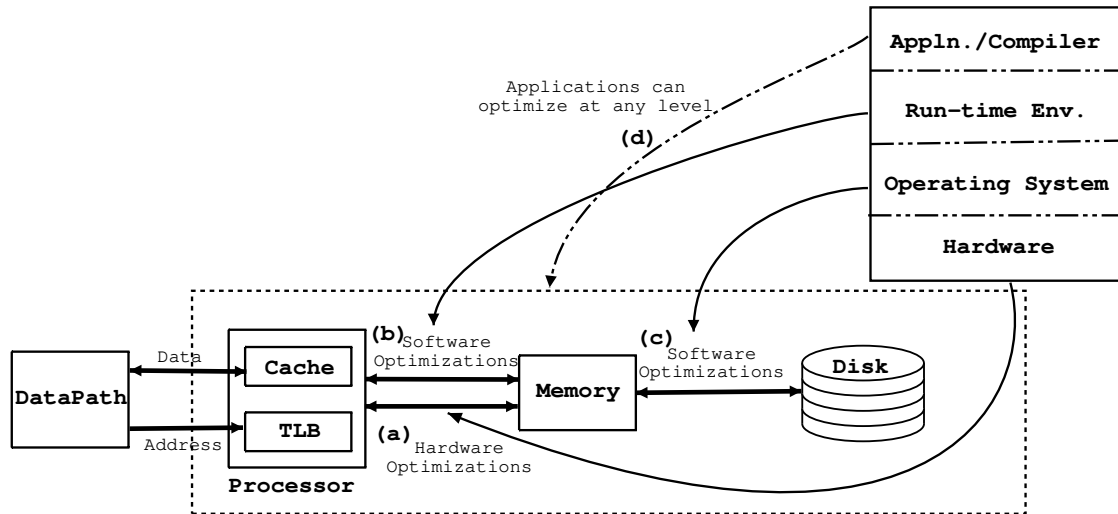 Appln./Compiler
Run-time Env.
Operating System
Hardware
Applications can
optimize at any level
(d)
(b)
Software
Optimizations
(c)
Software
Optimizations
Data
Cache
DataPath
Memory
Disk
TLB
Address
(a)
Hardware
Optimizations
Processor